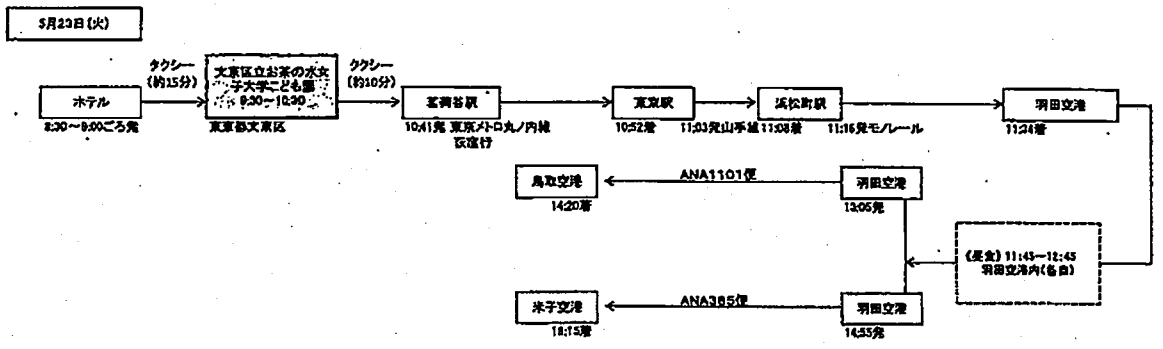 5月23日(火)
タクシー
(約15分)
文京区立お茶の水女
子大学こども園
9:30～10:30
タクシー
(約10分)
ホテル
茗荷谷駅
東京駅
浜松町駅
羽田空港
8:30～9:00ごろ発
東京都文京区
10:41発 東京メトロ丸ノ内線
荻窪行
10:52着
11:03発山手線
11:08着
11:16発モノレール
11:34着
鳥取空港
ANA1101便
羽田空港
14:20着
13:05発
(昼食) 11:45－12:45
羽田空港内(各自)
米子空港
ANA385便
羽田空港
16:15着
14:55発